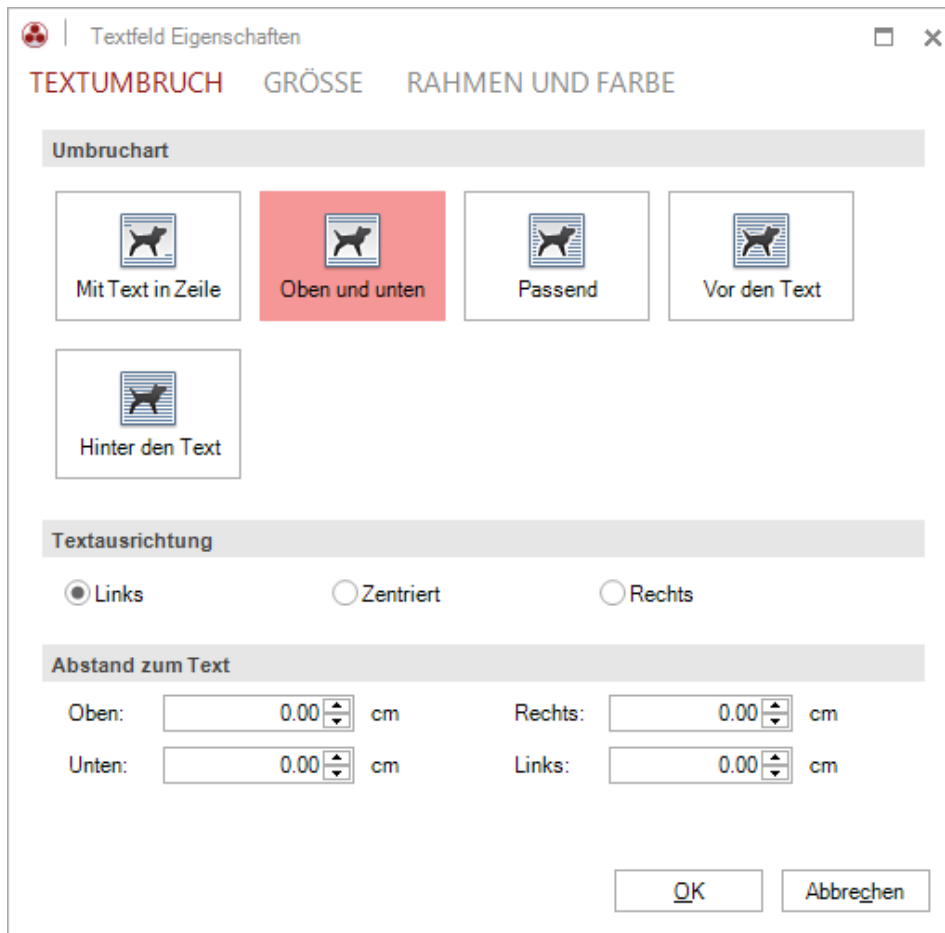 Textfeld Eigenschaften
TEXTUMBRUCH GRÖSSE RAHMEN UND FARBE
Umbruchart
Mit Text in Zeile Oben und unten Passend Vor den Text
Hinter den Text
Textausrichtung
Links Zentriert Rechts
Abstand zum Text
Oben: 0.00 cm Rechts: 0.00 cm
Unten: 0.00 cm Links: 0.00 cm
OK Abbrechen